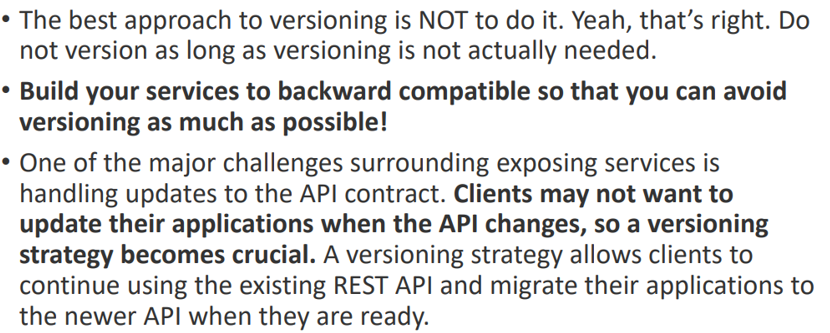 • The best approach to versioning is NOT to do it. Yeah, that's right. Do
not version as long as versioning is not actually needed.
• Build your services to backward compatible so that you can avoid
versioning as much as possible!
• One of the major challenges surrounding exposing services is
handling updates to the API contract. Clients may not want to
update their applications when the API changes, so a versioning
strategy becomes crucial. A versioning strategy allows clients to
continue using the existing REST API and migrate their applications to
the newer API when they are ready.